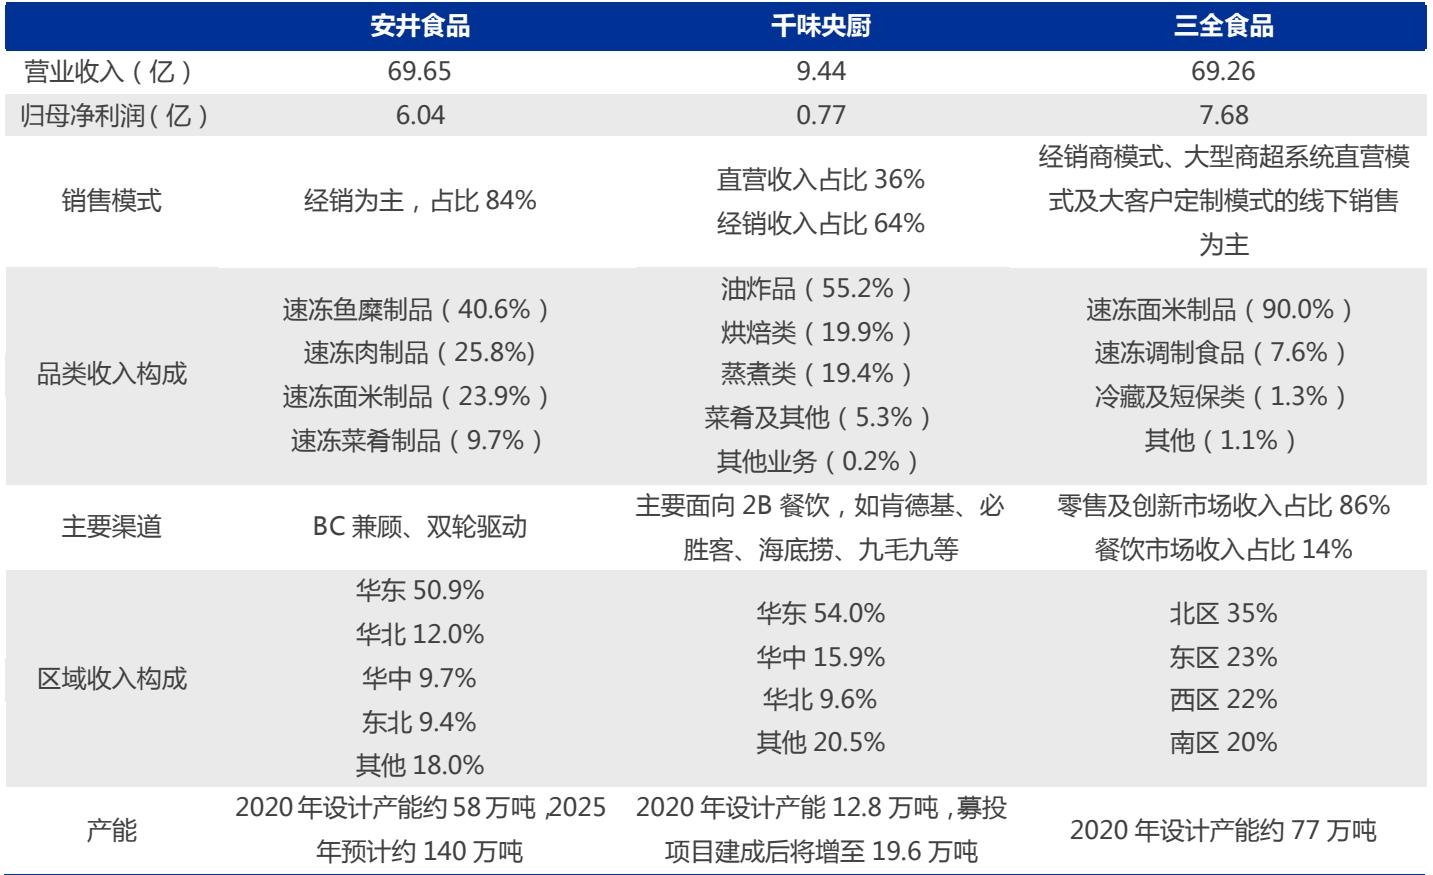 安井食品 千味央厨 三全食品
营业收入（亿） 69.65 9.44 69.26
归母净利润（亿） 6.04 0.77 7.68
销售模式
经销为主，占比 84%
直营收入占比 36%
经销收入占比 64%
经销商模式、大型商超系统直营模
式及大客户定制模式的线下销售
为主
品类收入构成
速冻鱼糜制品（40.6%）
速冻肉制品（25.8%)
速冻面米制品（23.9%）
速冻菜肴制品（9.7%）
油炸品（55.2%）
烘焙类（19.9%）
蒸煮类（19.4%）
菜肴及其他（5.3%）
其他业务（0.2%）
速冻面米制品（90.0%）
速冻调制食品（7.6%）
冷藏及短保类（1.3%）
其他（1.1%）
主要渠道
BC 兼顾、双轮驱动
主要面向 2B 餐饮，如肯德基、必
胜客、海底捞、九毛九等
零售及创新市场收入占比 86%
餐饮市场收入占比 14%
区域收入构成
华东 50.9%
华北 12.0%
华中 9.7%
东北 9.4%
其他 18.0%
华东 54.0%
华中 15.9%
华北 9.6%
其他 20.5%
北区 35%
东区 23%
西区 22%
南区 20%
产能
2020 年设计产能约 58 万吨，2025
年预计约 140 万吨
2020 年设计产能 12.8 万吨，募投
项目建成后将增至 19.6 万吨
2020 年设计产能约 77 万吨